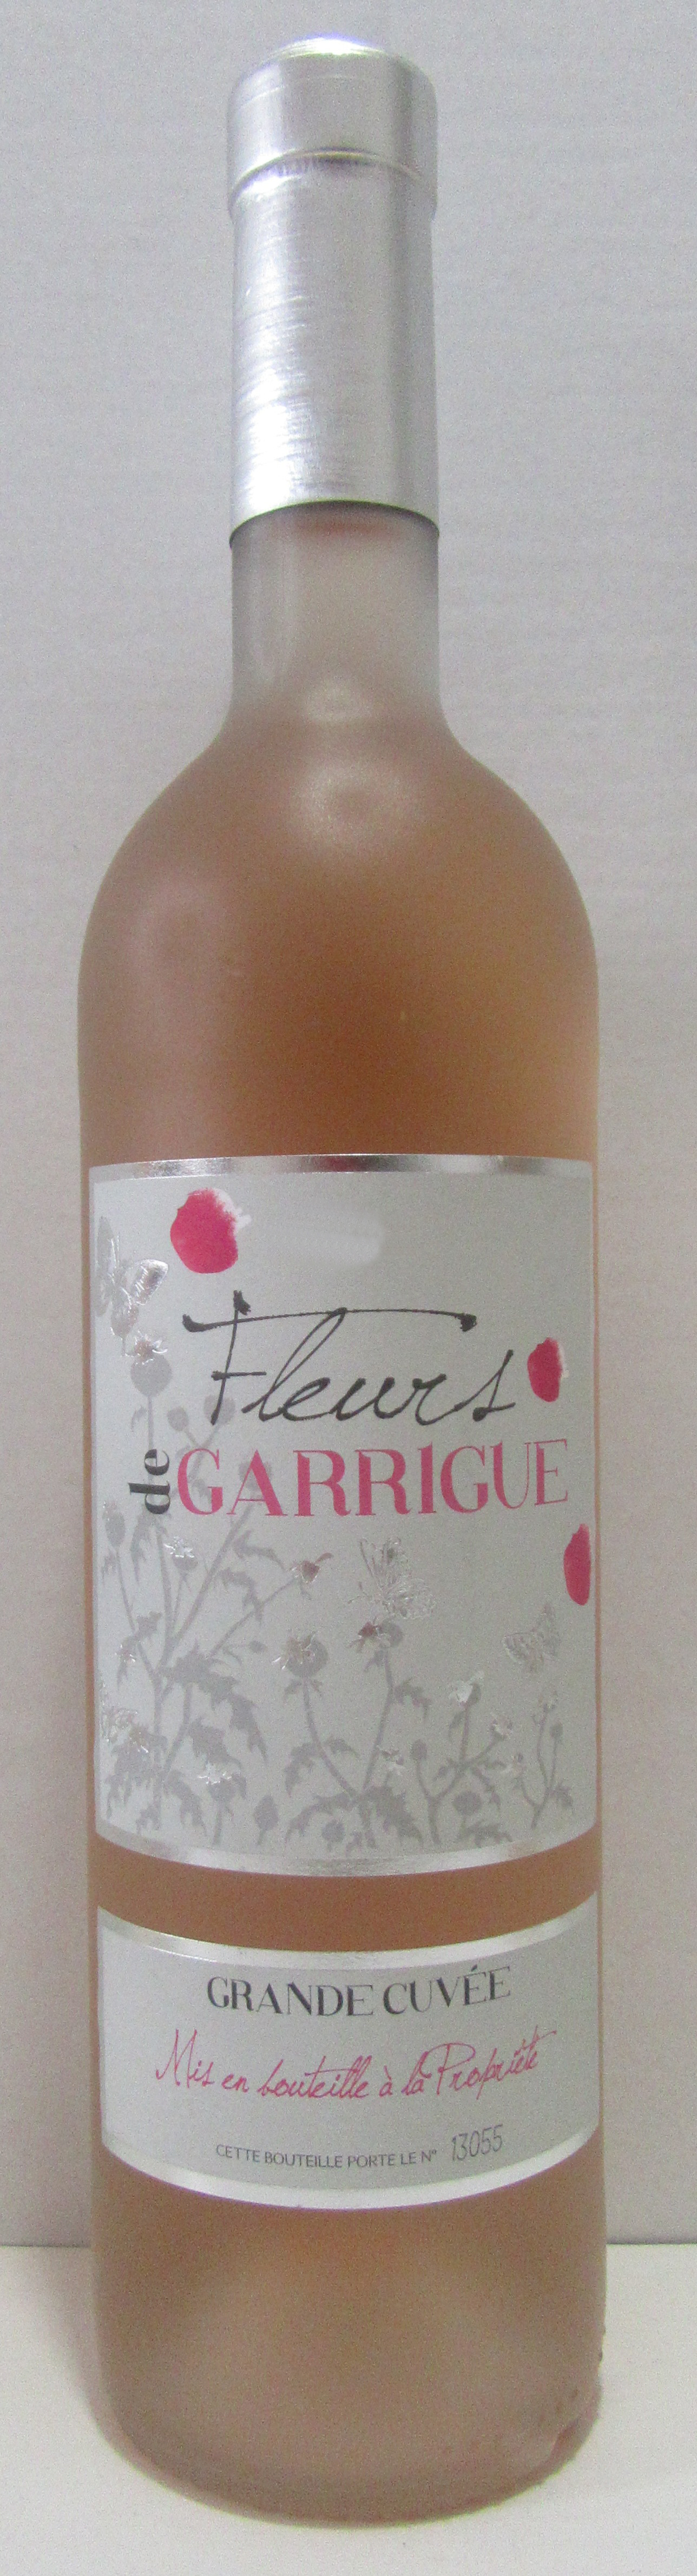 Fleurs
de GARRIGUE
GRANDE CUVÉE
Mis en bouteille à la Propriété
CETTE BOUTEILLE PORTE LE N° 13055